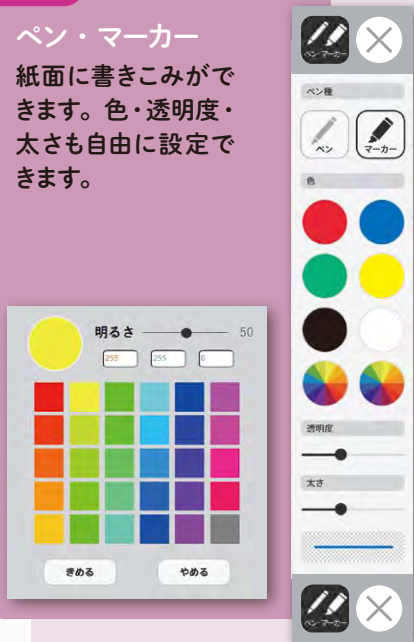 ペン・マーカー
紙面に書きこみがで
きます。色・透明度・
太さも自由に設定で
きます。
明るさ
50
255
255
0
きめる
やめる
ペン・マーカー
ペン種
ペン
マーカー
色
透明度
太さ
ペン・マーカー